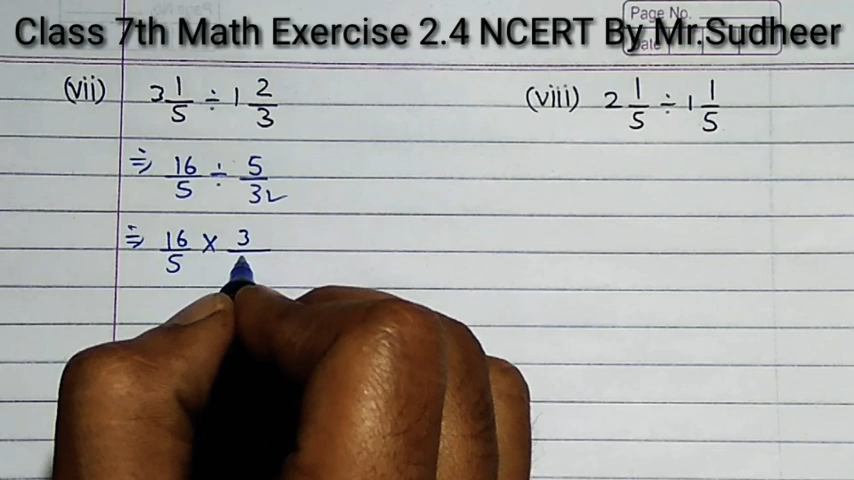 Class 7th Math Exercise 2.4 NCERT By Mr.Sudheer
Page No.
Date
(vii) 3 1/5 ÷ 1 2/3
(viii) 2 1/5 ÷ 1 1/5
⇒ 16/5 ÷ 5/3
⇒ 16/5 × 3/